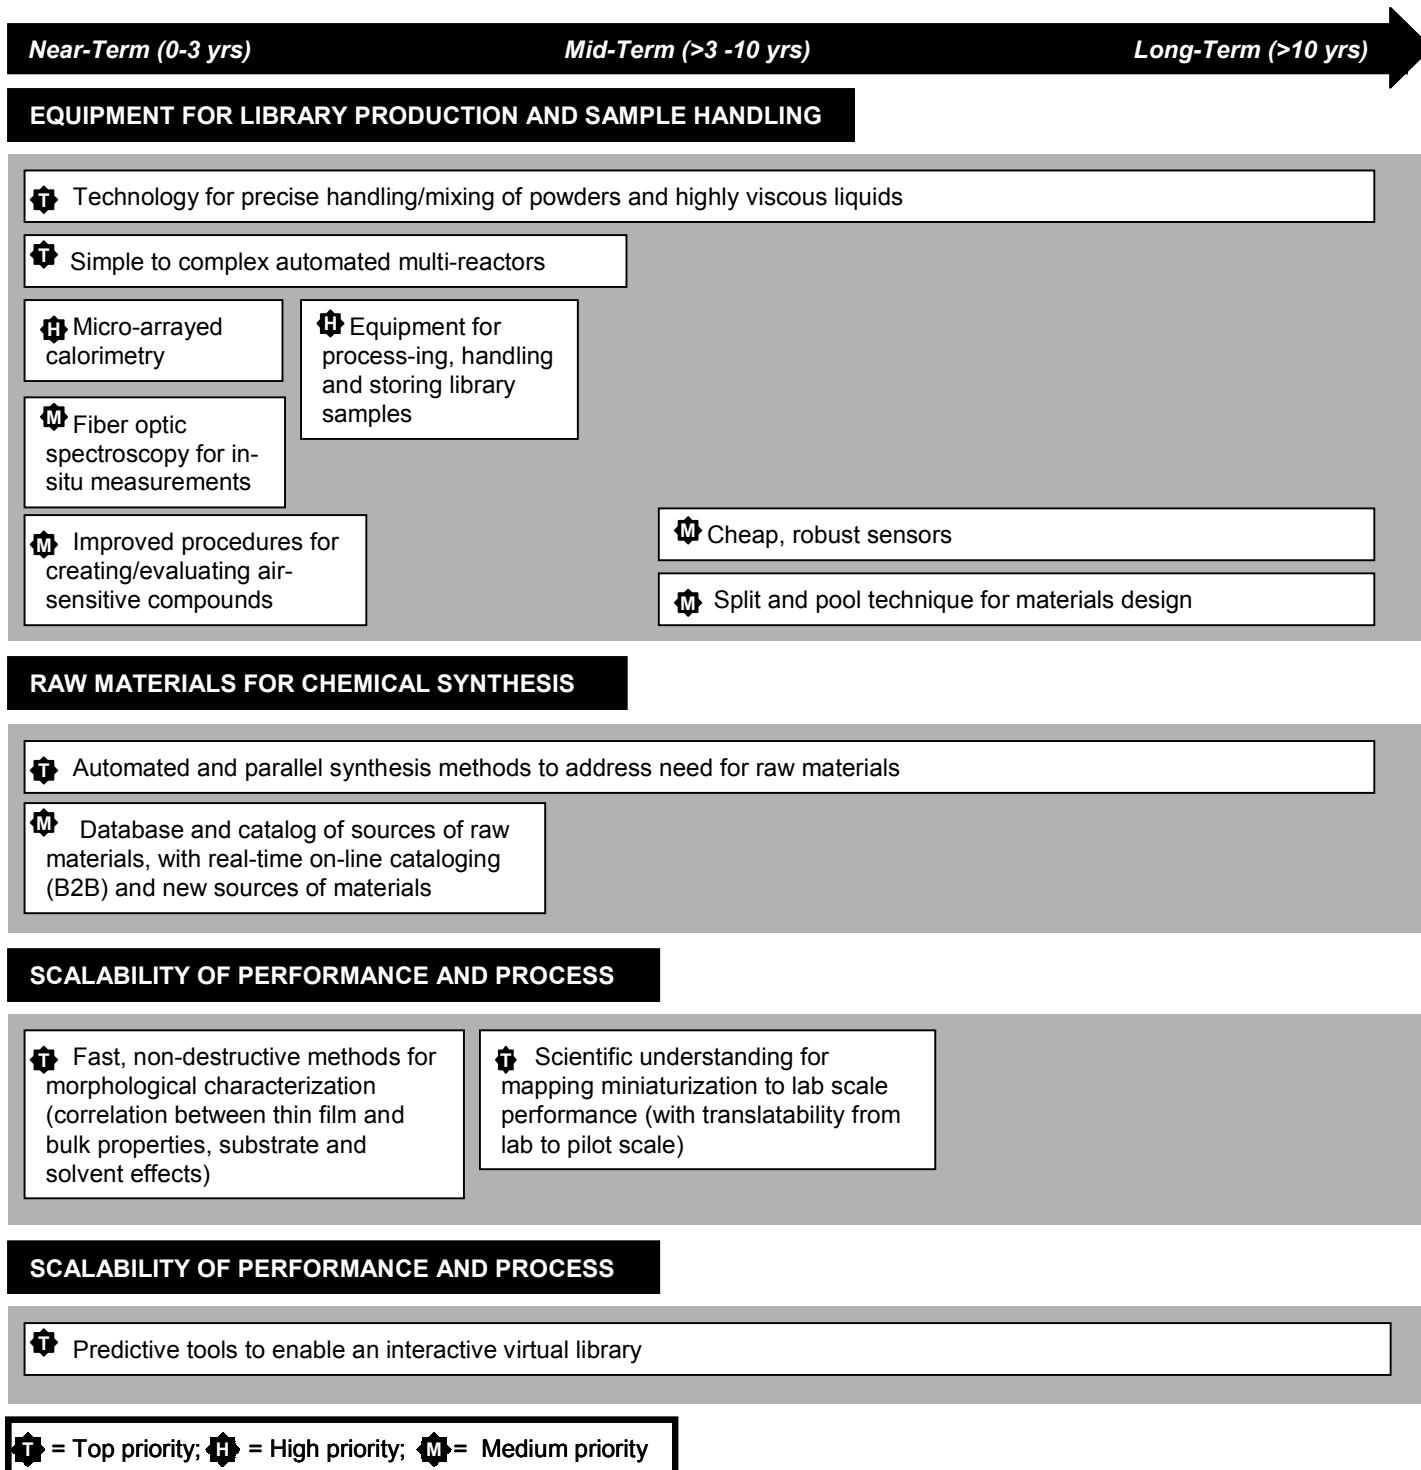 Near-Term (0-3 yrs) Mid-Term (>3 -10 yrs) Long-Term (>10 yrs)
EQUIPMENT FOR LIBRARY PRODUCTION AND SAMPLE HANDLING
T Technology for precise handling/mixing of powders and highly viscous liquids
T Simple to complex automated multi-reactors
H Micro-arrayed
calorimetry
H Equipment for
process-ing, handling
and storing library
samples
M Fiber optic
spectroscopy for in-
situ measurements
M Improved procedures for
creating/evaluating air-
sensitive compounds
M Cheap, robust sensors
M Split and pool technique for materials design
RAW MATERIALS FOR CHEMICAL SYNTHESIS
T Automated and parallel synthesis methods to address need for raw materials
M Database and catalog of sources of raw
materials, with real-time on-line cataloging
(B2B) and new sources of materials
SCALABILITY OF PERFORMANCE AND PROCESS
T Fast, non-destructive methods for
morphological characterization
(correlation between thin film and
bulk properties, substrate and
solvent effects)
T Scientific understanding for
mapping miniaturization to lab scale
performance (with translatability from
lab to pilot scale)
SCALABILITY OF PERFORMANCE AND PROCESS
T Predictive tools to enable an interactive virtual library
T = Top priority; H = High priority; M = Medium priority